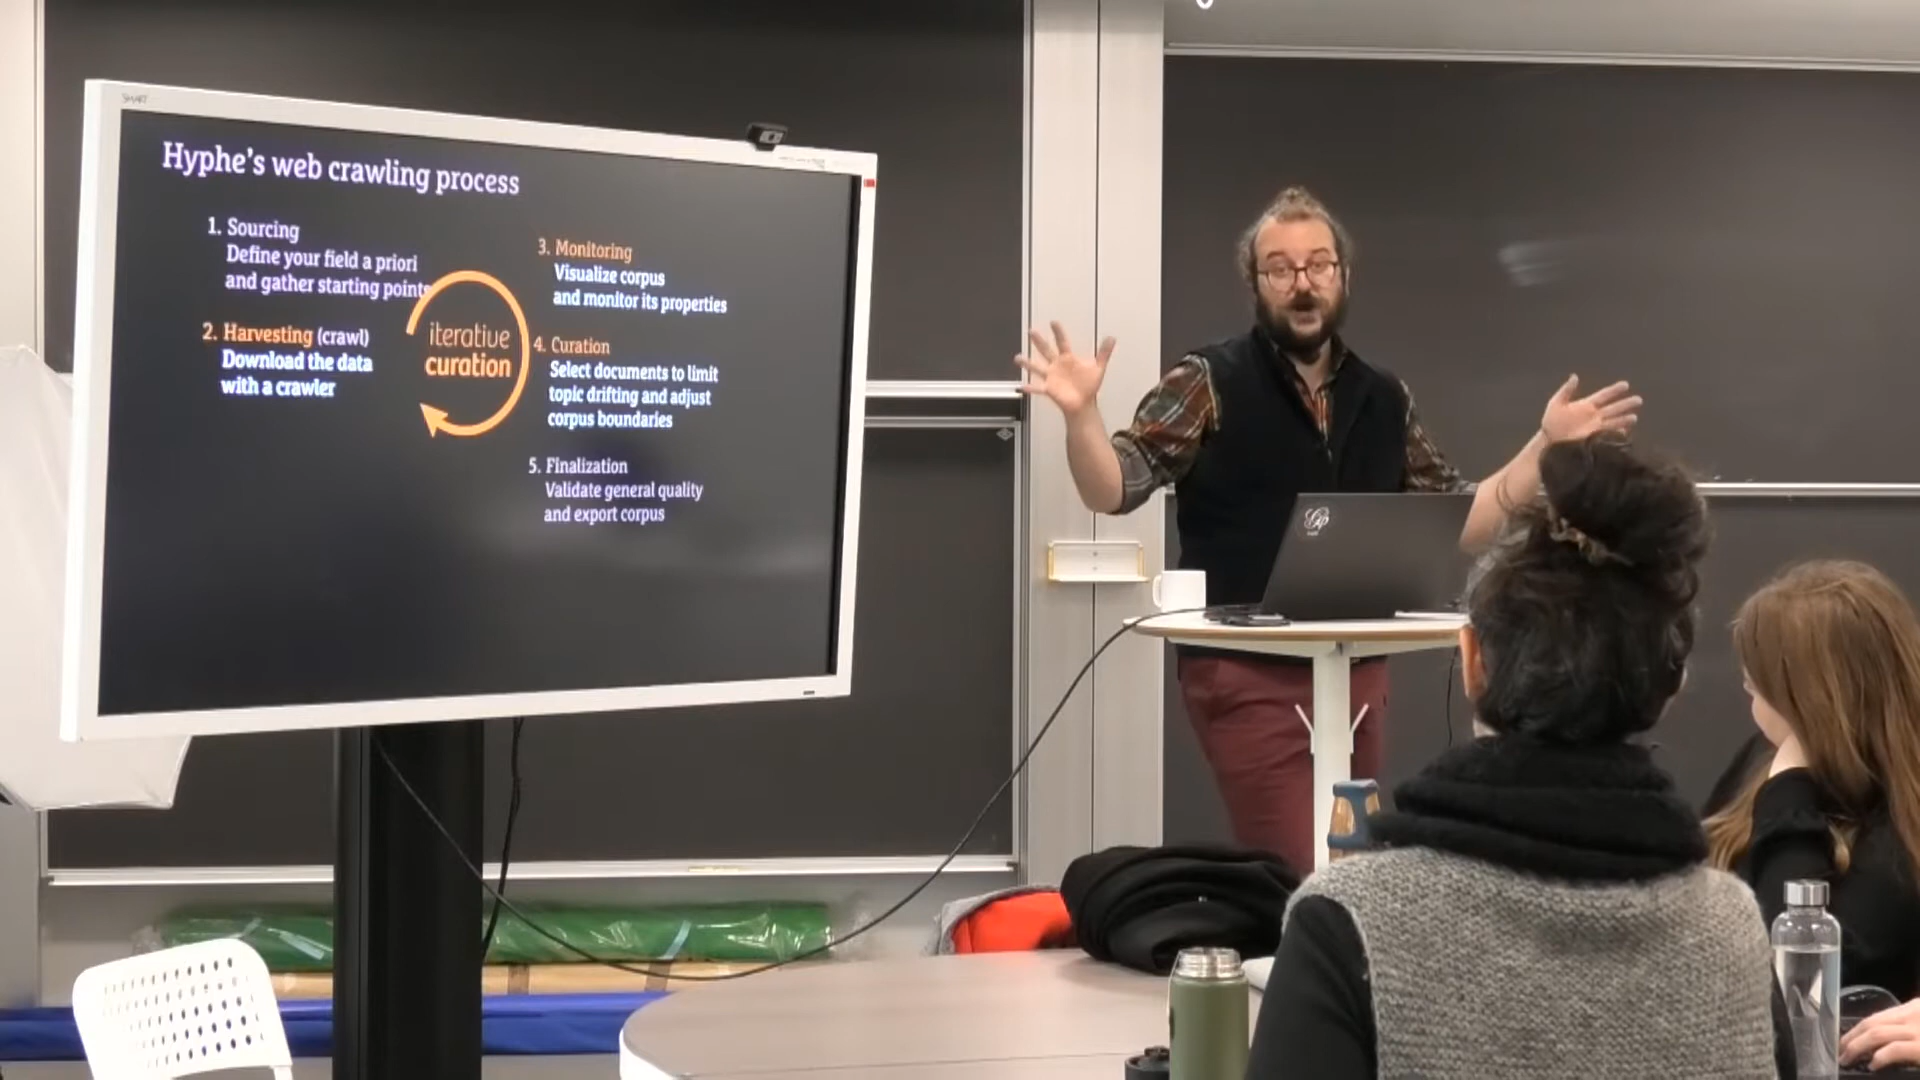 SMART
Hyphe's web crawling process
1. Sourcing
Define your field a priori
and gather starting points
2. Harvesting (crawl)
Download the data
with a crawler
iterative
curation
3. Monitoring
Visualize corpus
and monitor its properties
4. Curation
Select documents to limit
topic drifting and adjust
corpus boundaries
5. Finalization
Validate general quality
and export corpus